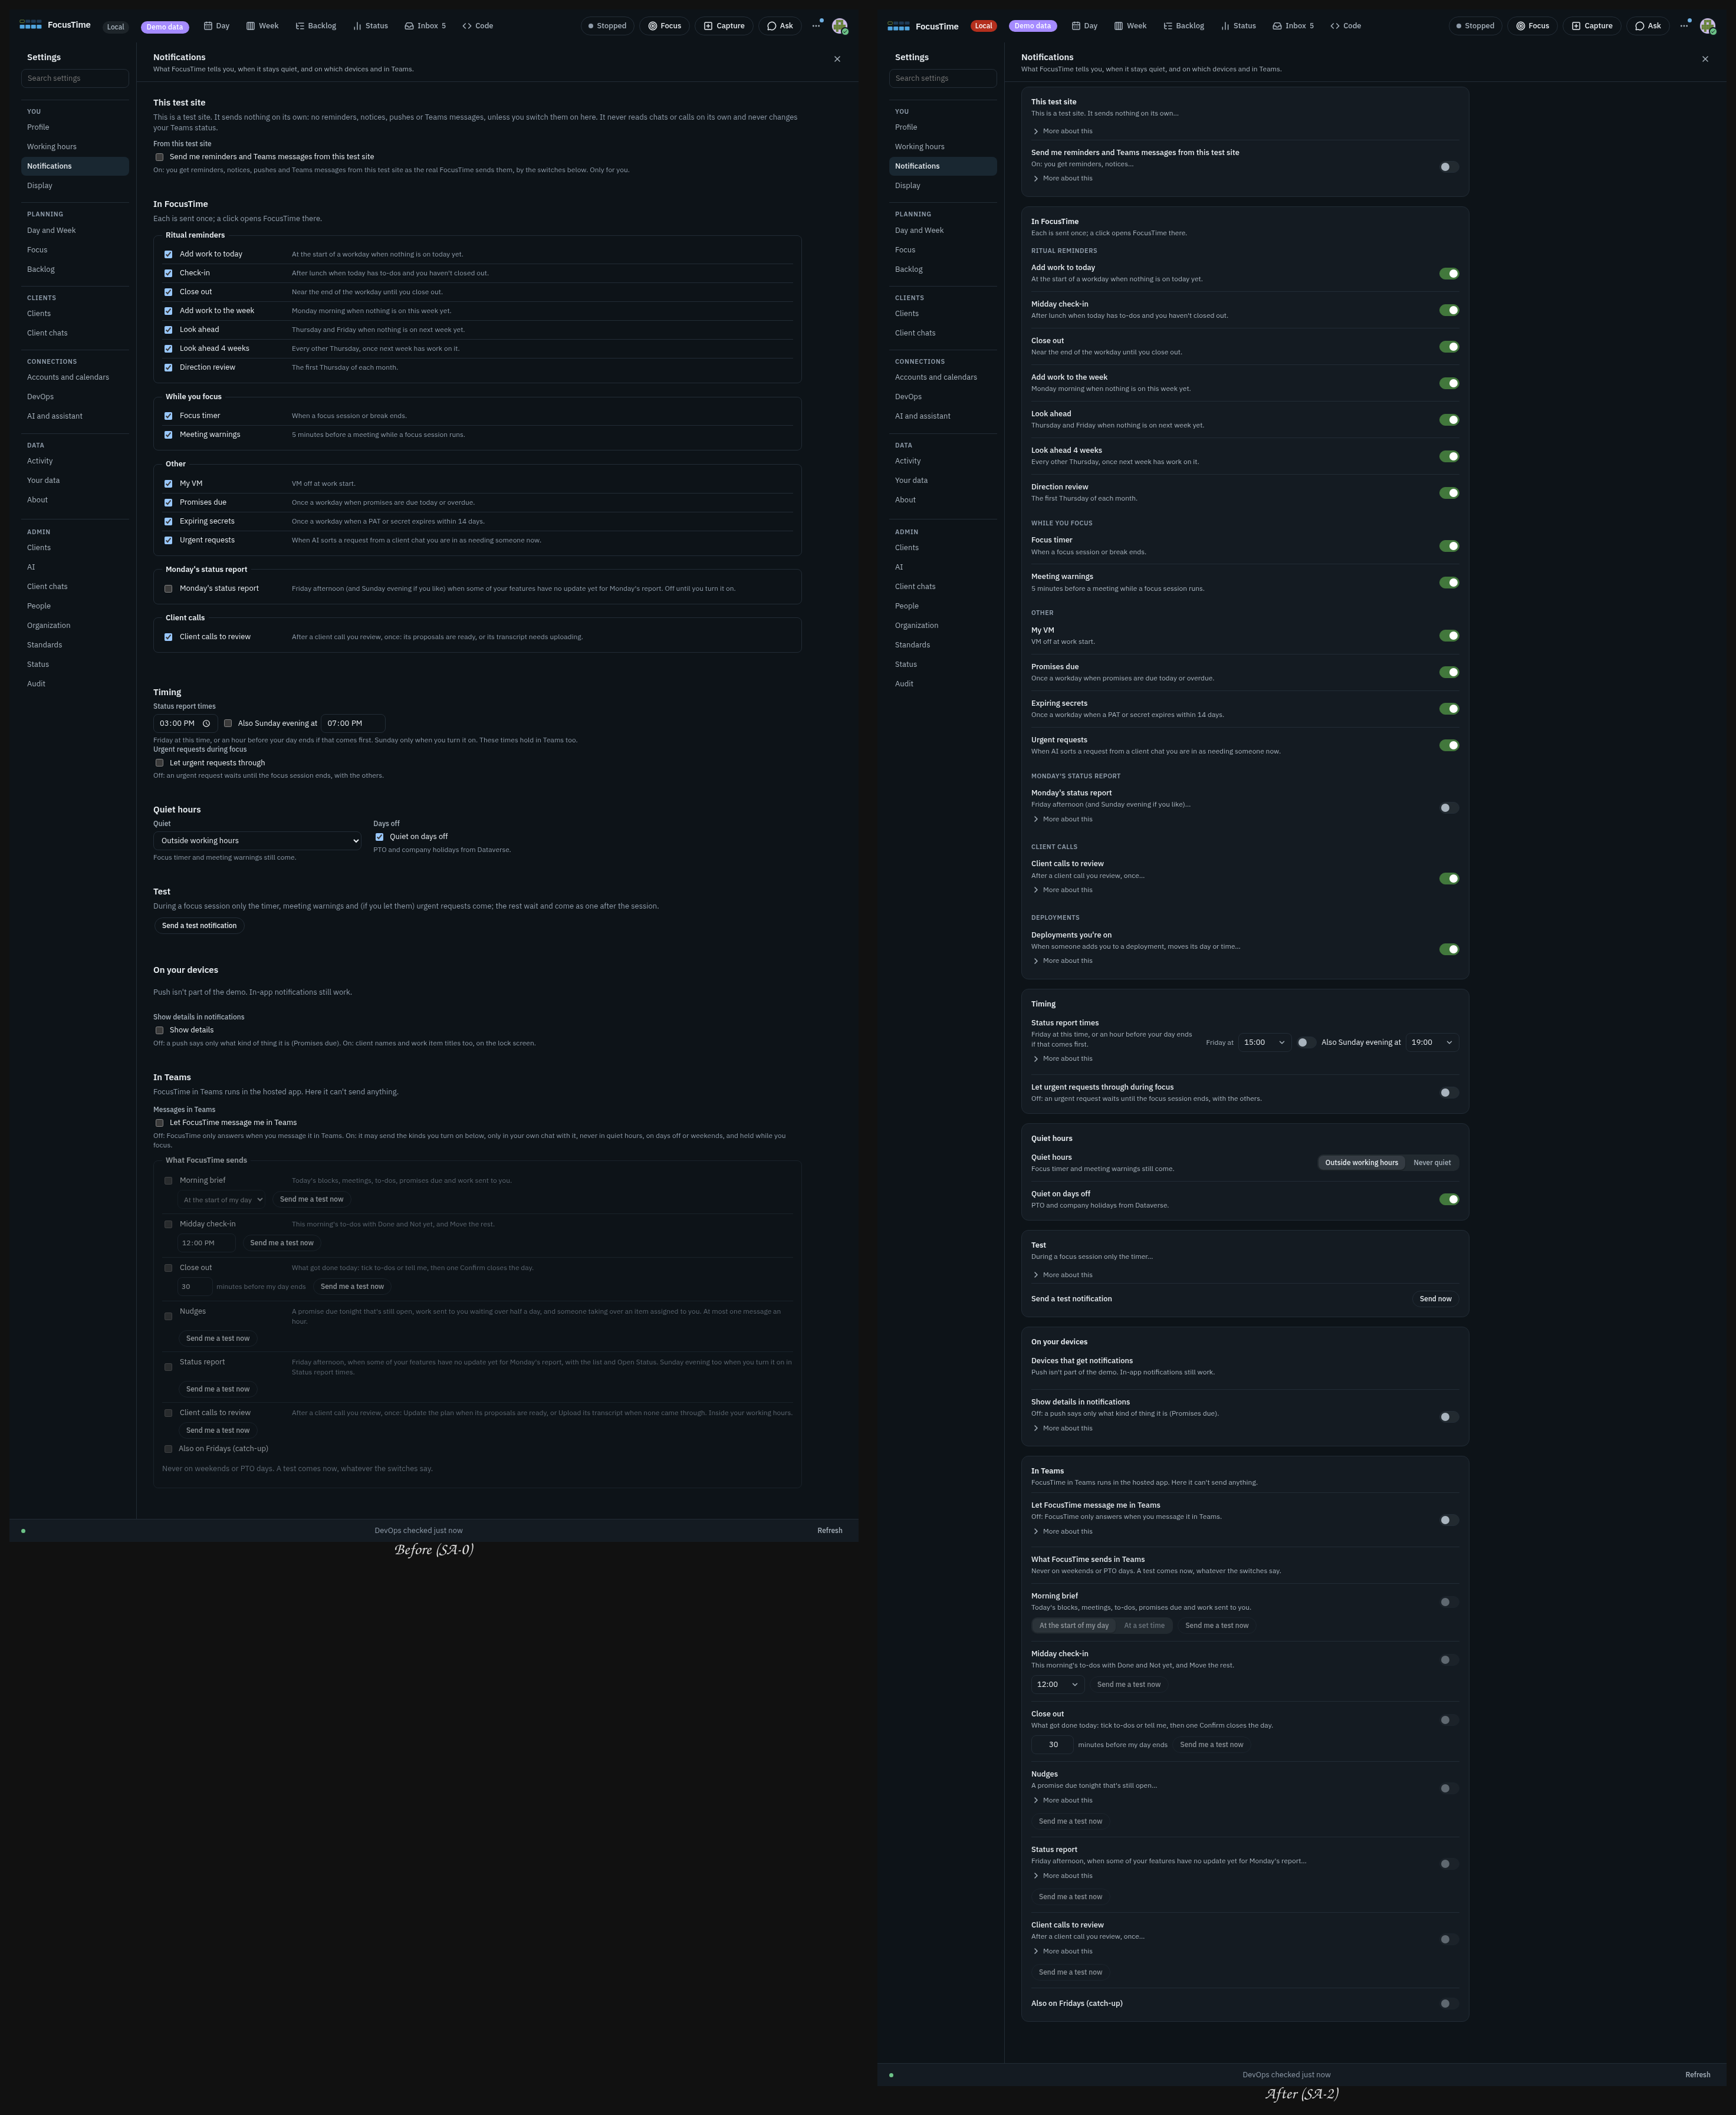 FocusTime Local Demo data Day Week Backlog Status Inbox 5 Code Stopped Focus Capture Ask
Settings
Search settings
YOU
Profile
Working hours
Notifications
Display
PLANNING
Day and Week
Focus
Backlog
CLIENTS
Clients
Client chats
CONNECTIONS
Accounts and calendars
DevOps
AI and assistant
DATA
Activity
Your data
About
ADMIN
Clients
AI
Client chats
People
Organization
Standards
Status
Audit
Notifications
What FocusTime tells you, when it stays quiet, and on which devices and in Teams.
This test site
This is a test site. It sends nothing on its own: no reminders, notices, pushes or Teams messages, unless you switch them on here. It never reads chats or calls on its own and never changes
your Teams status.
From this test site
Send me reminders and Teams messages from this test site
On: you get reminders, notices, pushes and Teams messages from this test site as the real FocusTime sends them, by the switches below. Only for you.
In FocusTime
Each is sent once; a click opens FocusTime there.
Ritual reminders
Add work to today At the start of a workday when nothing is on today yet.
Check-in After lunch when today has to-dos and you haven't closed out.
Close out Near the end of the workday until you close out.
Add work to the week Monday morning when nothing is on this week yet.
Look ahead Thursday and Friday when nothing is on next week yet.
Look ahead 4 weeks Every other Thursday, once next week has work on it.
Direction review The first Thursday of each month.
While you focus
Focus timer When a focus session or break ends.
Meeting warnings 5 minutes before a meeting while a focus session runs.
Other
My VM VM off at work start.
Promises due Once a workday when promises are due today or overdue.
Expiring secrets Once a workday when a PAT or secret expires within 14 days.
Urgent requests When AI sorts a request from a client chat you are in as needing someone now.
Monday's status report
Monday's status report Friday afternoon (and Sunday evening if you like) when some of your features have no update yet for Monday's report. Off until you turn it on.
Client calls
Client calls to review After a client call you review, once: its proposals are ready, or its transcript needs uploading.
Timing
Status report times
03:00 PM Also Sunday evening at 07:00 PM
Friday at this time, or an hour before your day ends if that comes first. Sunday only when you turn it on. These times hold in Teams too.
Urgent requests during focus
Let urgent requests through
Off: an urgent request waits until the focus session ends, with the others.
Quiet hours
Quiet Days off
Outside working hours Quiet on days off
Focus timer and meeting warnings still come. PTO and company holidays from Dataverse.
Test
During a focus session only the timer, meeting warnings and (if you let them) urgent requests come; the rest wait and come as one after the session.
Send a test notification
On your devices
Push isn't part of the demo. In-app notifications still work.
Show details in notifications
Show details
Off: a push says only what kind of thing it is (Promises due). On: client names and work item titles too, on the lock screen.
In Teams
FocusTime in Teams runs in the hosted app. Here it can't send anything.
Messages in Teams
Let FocusTime message me in Teams
Off: FocusTime only answers when you message it in Teams. On: it may send the kinds you turn on below, only in your own chat with it, never in quiet hours, on days off or weekends, and held while you
focus.
What FocusTime sends
Morning brief Today's blocks, meetings, to-dos, promises due and work sent to you.
At the start of my day Send me a test now
Midday check-in This morning's to-dos with Done and Not yet, and Move the rest.
12:00 PM Send me a test now
Close out What got done today: tick to-dos or tell me, then one Confirm closes the day.
30 minutes before my day ends Send me a test now
Nudges A promise due tonight that's still open, work sent to you waiting over half a day, and someone taking over an item assigned to you. At most one message an
hour.
Send me a test now
Status report Friday afternoon, when some of your features have no update yet for Monday's report, with the list and Open Status. Sunday evening too when you turn it on in
Status report times.
Send me a test now
Client calls to review After a client call you review, once: Update the plan when its proposals are ready, or Upload its transcript when none came through. Inside your working hours.
Send me a test now
Also on Fridays (catch-up)
Never on weekends or PTO days. A test comes now, whatever the switches say.
DevOps checked just now Refresh
Before (SA-0)
FocusTime Local Demo data Day Week Backlog Status Inbox 5 Code Stopped Focus Capture Ask
Settings
Search settings
YOU
Profile
Working hours
Notifications
Display
PLANNING
Day and Week
Focus
Backlog
CLIENTS
Clients
Client chats
CONNECTIONS
Accounts and calendars
DevOps
AI and assistant
DATA
Activity
Your data
About
ADMIN
Clients
AI
Client chats
People
Organization
Standards
Status
Audit
Notifications
What FocusTime tells you, when it stays quiet, and on which devices and in Teams.
This test site
This is a test site. It sends nothing on its own...
More about this
Send me reminders and Teams messages from this test site
On: you get reminders, notices...
More about this
In FocusTime
Each is sent once; a click opens FocusTime there.
RITUAL REMINDERS
Add work to today
At the start of a workday when nothing is on today yet.
Midday check-in
After lunch when today has to-dos and you haven't closed out.
Close out
Near the end of the workday until you close out.
Add work to the week
Monday morning when nothing is on this week yet.
Look ahead
Thursday and Friday when nothing is on next week yet.
Look ahead 4 weeks
Every other Thursday, once next week has work on it.
Direction review
The first Thursday of each month.
WHILE YOU FOCUS
Focus timer
When a focus session or break ends.
Meeting warnings
5 minutes before a meeting while a focus session runs.
OTHER
My VM
VM off at work start.
Promises due
Once a workday when promises are due today or overdue.
Expiring secrets
Once a workday when a PAT or secret expires within 14 days.
Urgent requests
When AI sorts a request from a client chat you are in as needing someone now.
MONDAY'S STATUS REPORT
Monday's status report
Friday afternoon (and Sunday evening if you like)...
More about this
CLIENT CALLS
Client calls to review
After a client call you review, once...
More about this
DEPLOYMENTS
Deployments you're on
When someone adds you to a deployment, moves its day or time...
More about this
Timing
Status report times
Friday at this time, or an hour before your day ends
if that comes first.
More about this
Friday at 15:00 Also Sunday evening at 19:00
Let urgent requests through during focus
Off: an urgent request waits until the focus session ends, with the others.
Quiet hours
Quiet hours
Focus timer and meeting warnings still come.
Outside working hours Never quiet
Quiet on days off
PTO and company holidays from Dataverse.
Test
During a focus session only the timer...
More about this
Send a test notification Send now
On your devices
Devices that get notifications
Push isn't part of the demo. In-app notifications still work.
Show details in notifications
Off: a push says only what kind of thing it is (Promises due).
More about this
In Teams
FocusTime in Teams runs in the hosted app. Here it can't send anything.
Let FocusTime message me in Teams
Off: FocusTime only answers when you message it in Teams.
More about this
What FocusTime sends in Teams
Never on weekends or PTO days. A test comes now, whatever the switches say.
Morning brief
Today's blocks, meetings, to-dos, promises due and work sent to you.
At the start of my day At a set time Send me a test now
Midday check-in
This morning's to-dos with Done and Not yet, and Move the rest.
12:00 Send me a test now
Close out
What got done today: tick to-dos or tell me, then one Confirm closes the day.
30 minutes before my day ends Send me a test now
Nudges
A promise due tonight that's still open...
More about this
Send me a test now
Status report
Friday afternoon, when some of your features have no update yet for Monday's report...
More about this
Send me a test now
Client calls to review
After a client call you review, once...
More about this
Send me a test now
Also on Fridays (catch-up)
DevOps checked just now Refresh
After (SA-2)